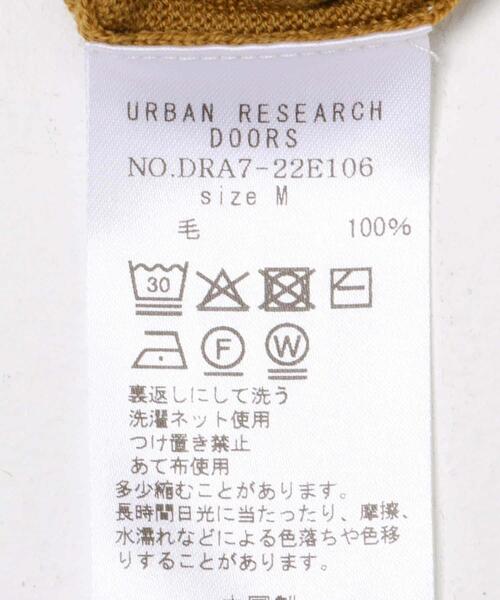 URBAN RESEARCH
DOORS
NO.DRA7-22E106
size M
毛 100%
30
F W
裏返しにして洗う
洗濯ネット使用
つけ置き禁止
あて布使用
多少縮むことがあります。
長時間日光に当たったり、摩擦、
水濡れなどによる色落ちや色移
りすることがあります。